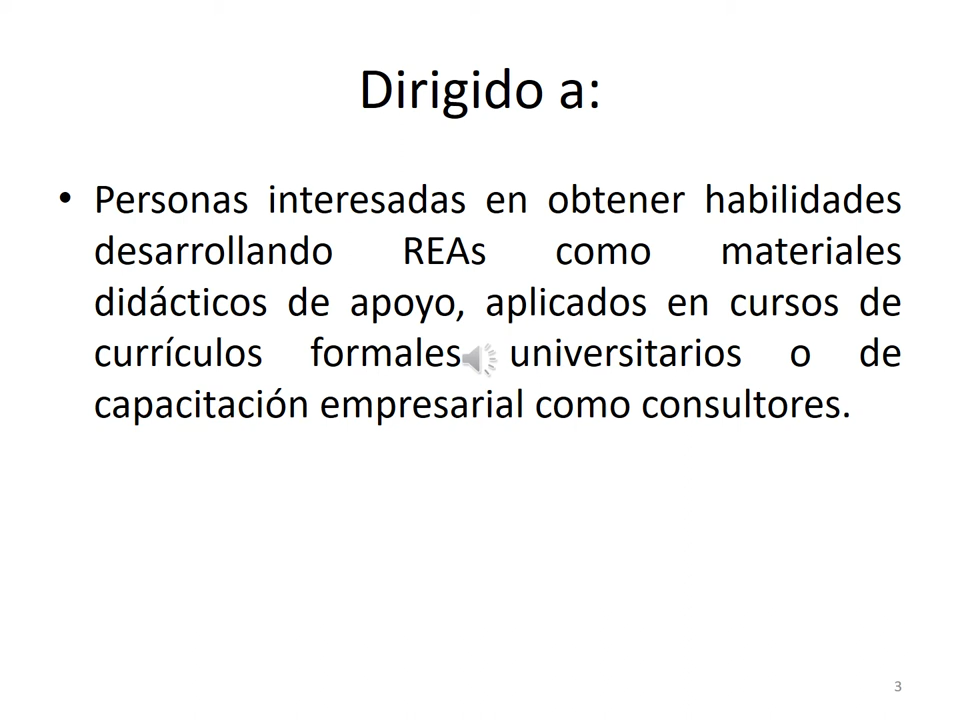 Dirigido a:
• Personas interesadas en obtener habilidades
desarrollando REAs como materiales
didácticos de apoyo, aplicados en cursos de
currículos formales universitarios o de
capacitación empresarial como consultores.
3